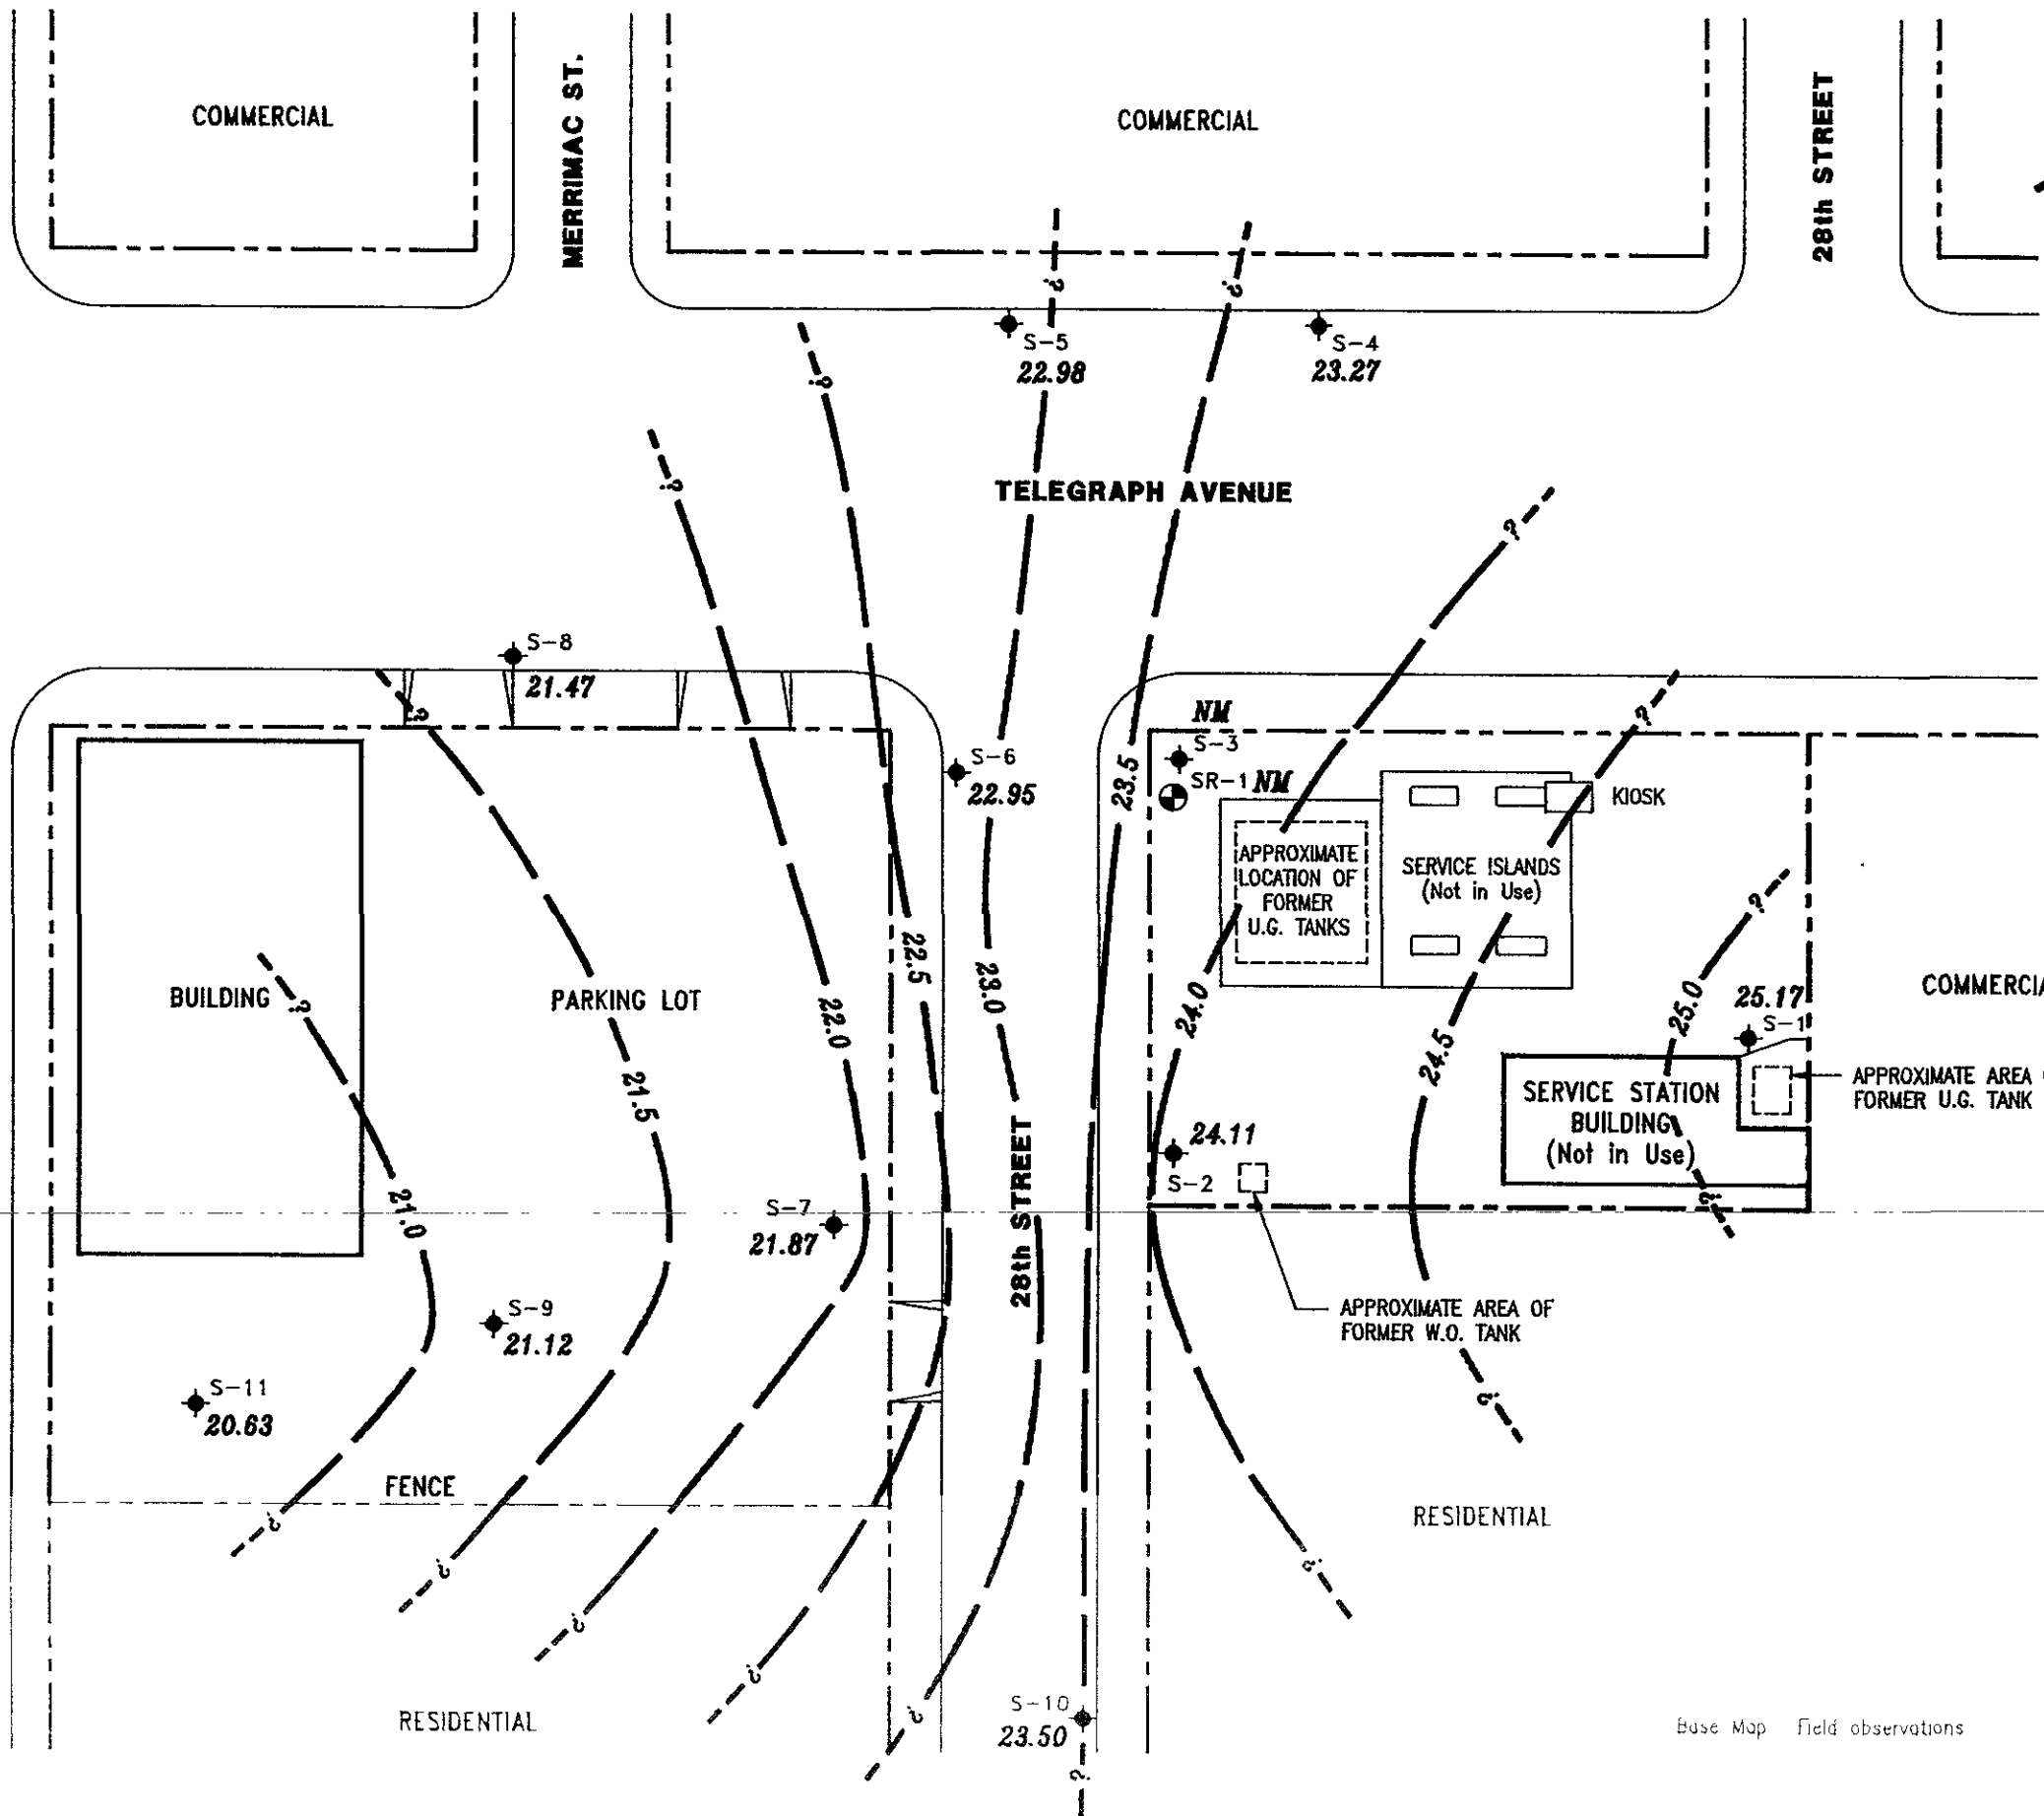 COMMERCIAL
MERRIMAC ST.
COMMERCIAL
28th STREET
?
?
S-5
22.98
S-4
23.27
?
?
TELEGRAPH AVENUE
?
S-8
21.47
?
?
NM
S-3
SR-1 NM
S-6
22.95
23.5
KIOSK
APPROXIMATE
LOCATION OF
FORMER
U.G. TANKS
SERVICE ISLANDS
(Not in Use)
?
BUILDING
?
PARKING LOT
22.0
22.5
23.0
24.0
24.5
25.0
25.17
S-1
COMMERCIA
21.5
21.0
SERVICE STATION
BUILDING
(Not in Use)
APPROXIMATE AREA
FORMER U.G. TANK
24.11
S-2
?
S-7
21.87
28th STREET
S-9
21.12
APPROXIMATE AREA OF
FORMER W.O. TANK
S-11
20.63
?
FENCE
?
RESIDENTIAL
?
?
?
?
?
RESIDENTIAL
S-10
23.50
?
Base Map Field observations